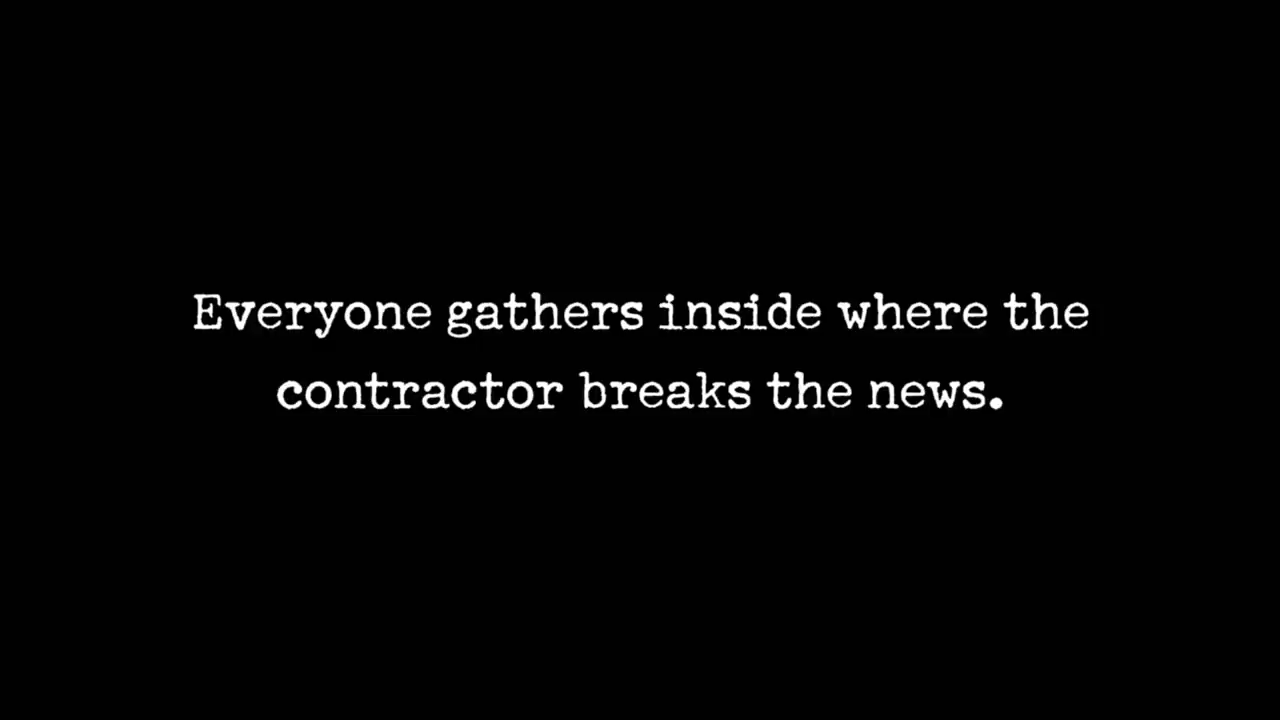 Everyone gathers inside where the
contractor breaks the news.